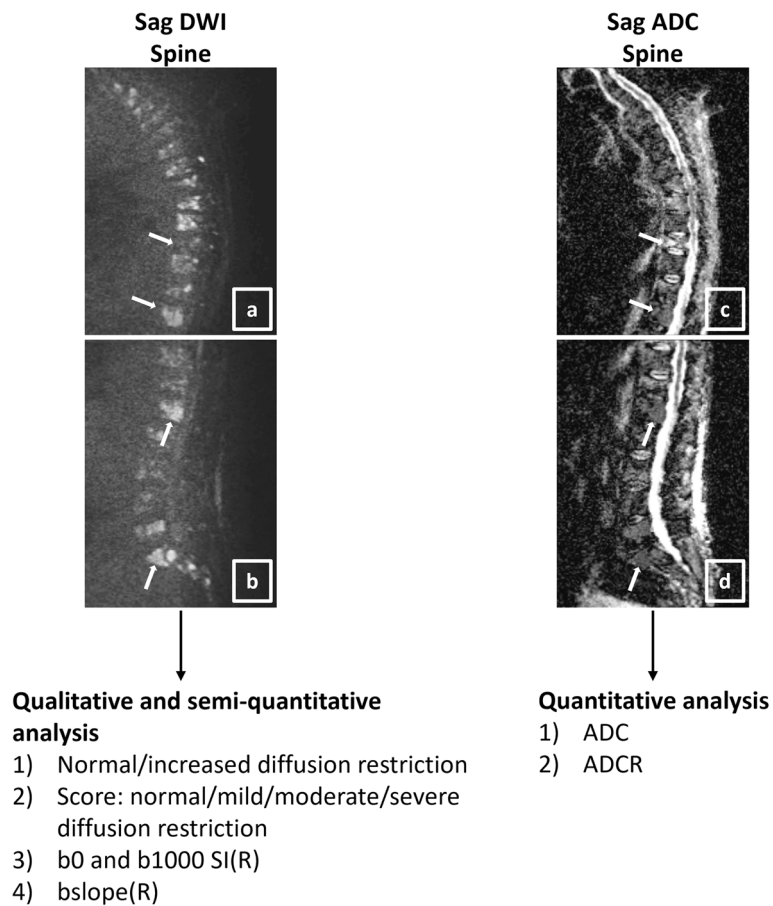 Sag DWI
Spine
Sag ADC
Spine
a
c
b
d
Qualitative and semi-quantitative
analysis
1) Normal/increased diffusion restriction
2) Score: normal/mild/moderate/severe
diffusion restriction
3) b0 and b1000 SI(R)
4) bslope(R)
Quantitative analysis
1) ADC
2) ADCR